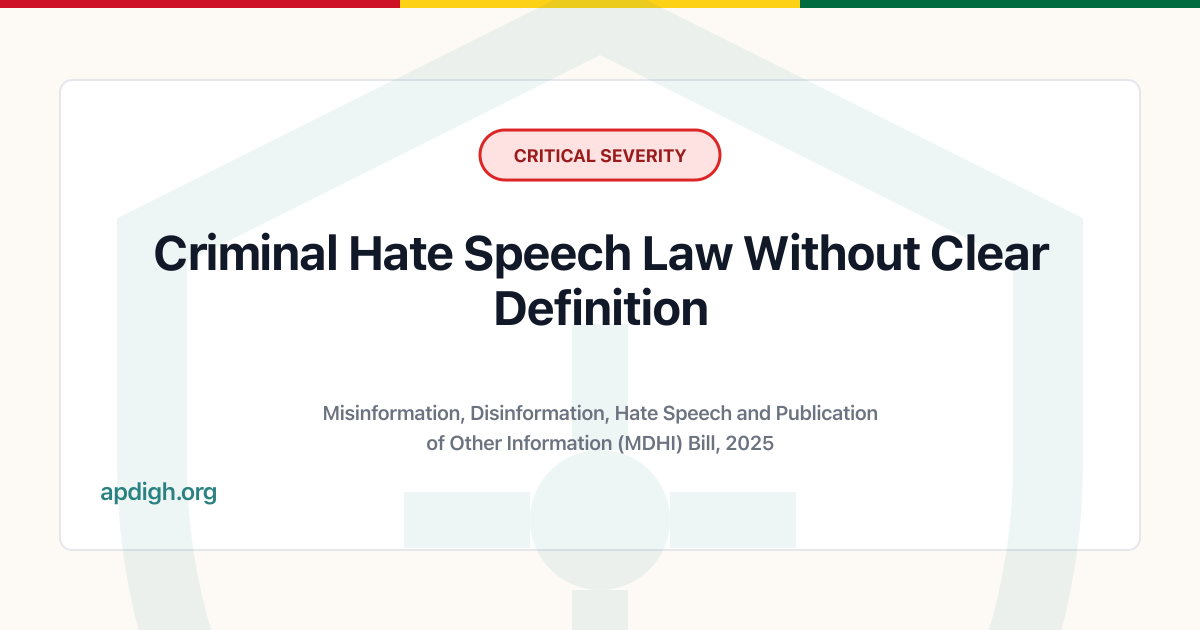 CRITICAL SEVERITY
Criminal Hate Speech Law Without Clear
Definition
Misinformation, Disinformation, Hate Speech and Publication
of Other Information (MDHI) Bill, 2025
apdigh.org